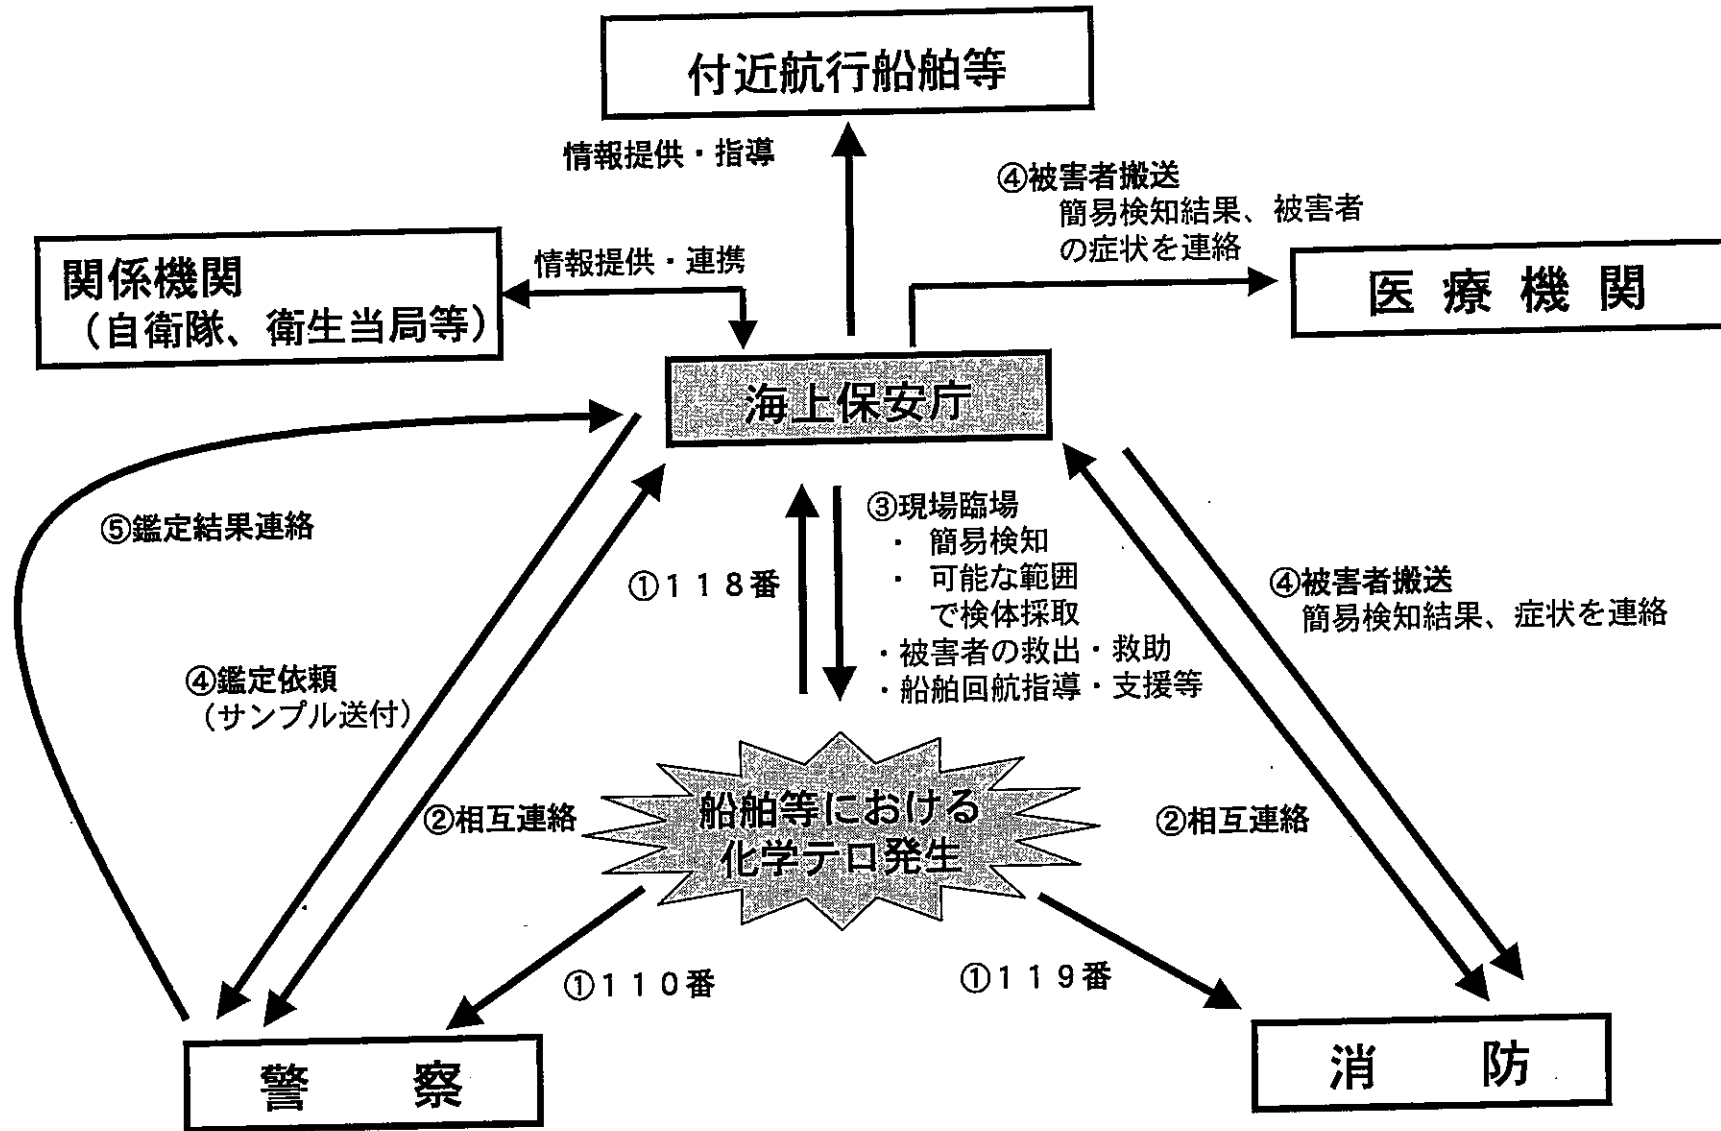 付近航行船舶等
情報提供・指導
④被害者搬送
簡易検知結果、被害者
の症状を連絡
関係機関
（自衛隊、衛生当局等）
情報提供・連携
医療機関
海上保安庁
⑤鑑定結果連絡
①１１８番
③現場臨場
・ 簡易検知
・ 可能な範囲
で検体採取
・被害者の救出・救助
・船舶回航指導・支援等
④被害者搬送
簡易検知結果、症状を連絡
④鑑定依頼
（サンプル送付）
②相互連絡
船舶等における
化学テロ発生
②相互連絡
①１１０番
①１１９番
警察
消防